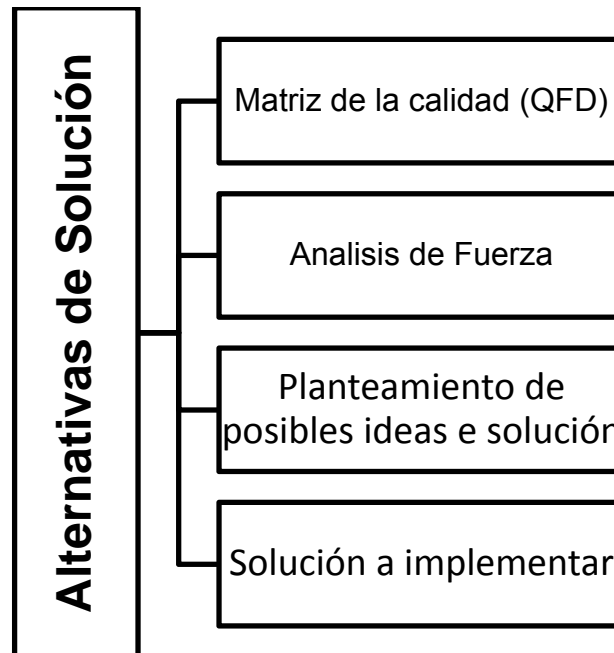 Alternativas de Solución
Matriz de la calidad (QFD)
Analisis de Fuerza
Planteamiento de
posibles ideas e solución
Solución a implementar